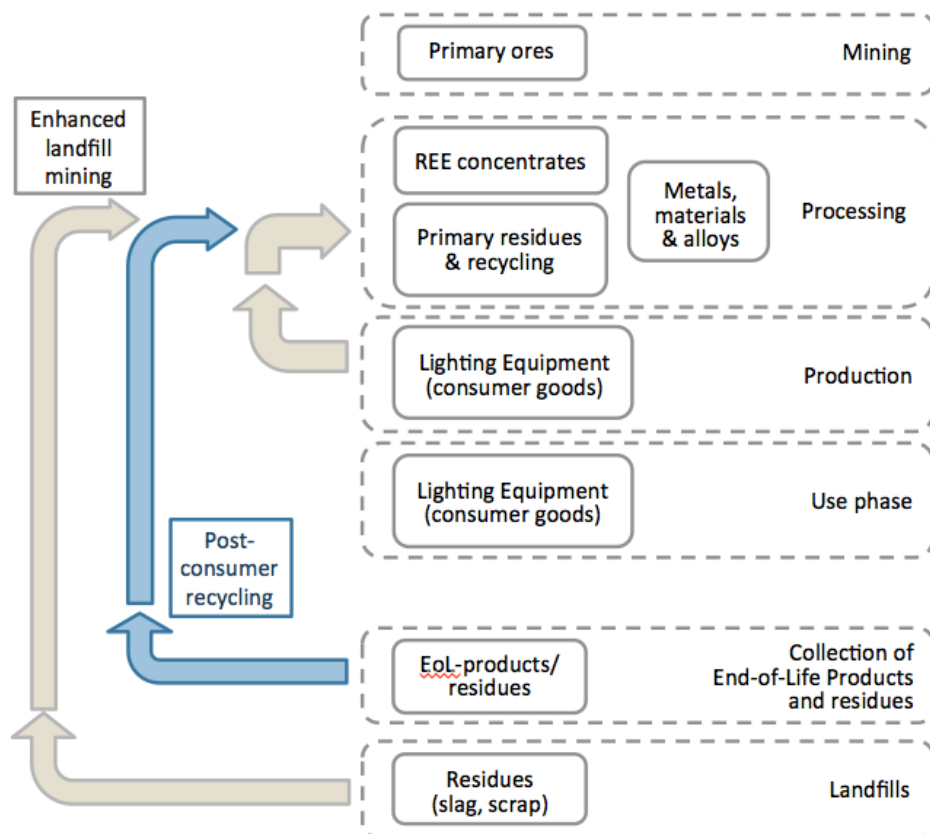 Primary ores
Mining
Enhanced
landfill
mining
REE concentrates
Metals,
materials
& alloys
Processing
Primary residues
& recycling
Lighting Equipment
(consumer goods)
Production
Lighting Equipment
(consumer goods)
Use phase
Post-
consumer
recycling
EoL-products/
residues
Collection of
End-of-Life Products
and residues
Residues
(slag, scrap)
Landfills